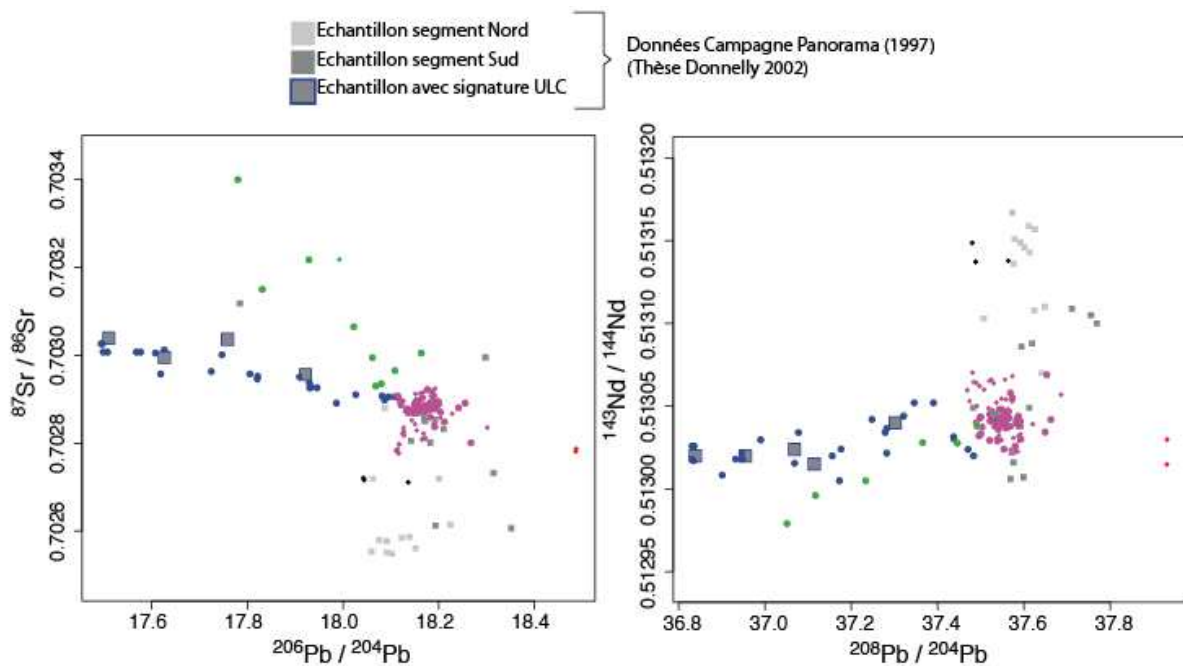 Echantillon segment Nord
Echantillon segment Sud
Echantillon avec signature ULC
Données Campagne Panorama (1997)
(Thèse Donnelly 2002)
87Sr / 86Sr
0.7034
0.7032
0.7030
0.7028
0.7026
17.6 17.8 18.0 18.2 18.4
206Pb / 204Pb
143Nd / 144Nd
0.51320
0.51315
0.51310
0.51305
0.51300
0.51295
36.8 37.0 37.2 37.4 37.6 37.8
208Pb / 204Pb